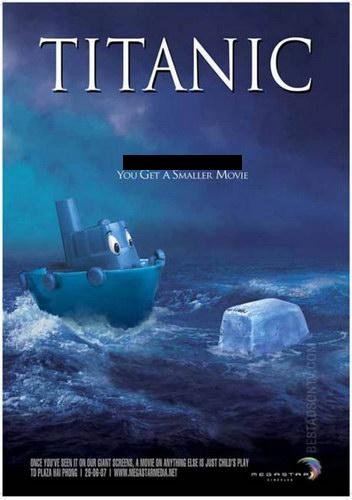 TITANIC
YOU GET A SMALLER MOVIE
ONCE YOU'VE SEEN IT ON OUR GIANT SCREENS, A MOVIE ON ANYTHING ELSE IS JUST CHILD'S PLAY
TO PLAZA HAI PHONG | 29-06-07 | WWW.MEGASTARMEDIA.NET
MEGASTAR
CINEPLEX